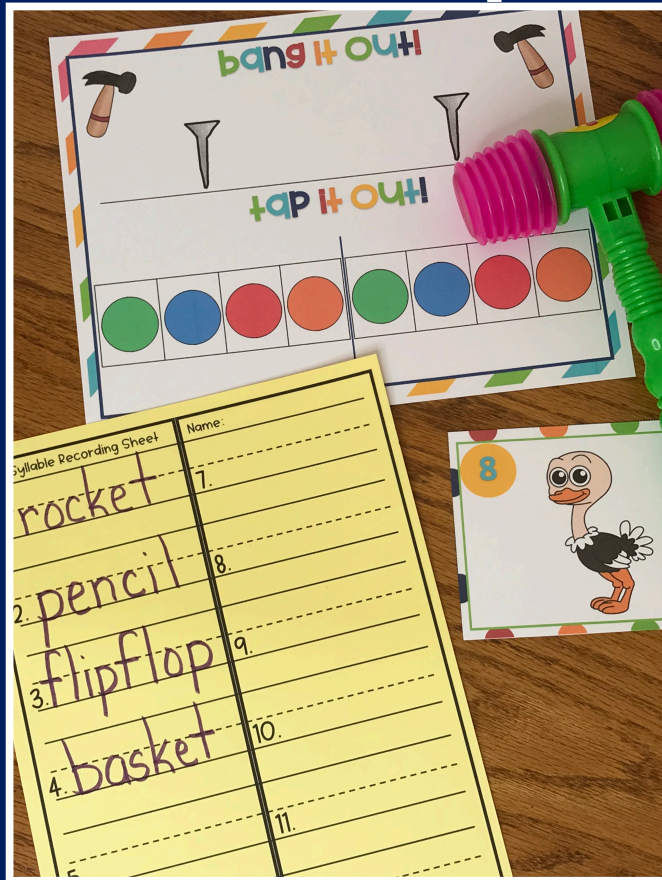 bang it out!
tap it out!
Syllable Recording Sheet
rocket
2. pencil
3. flipflop
4. basket
5.
Name:
7.
8.
9.
10.
11.
8